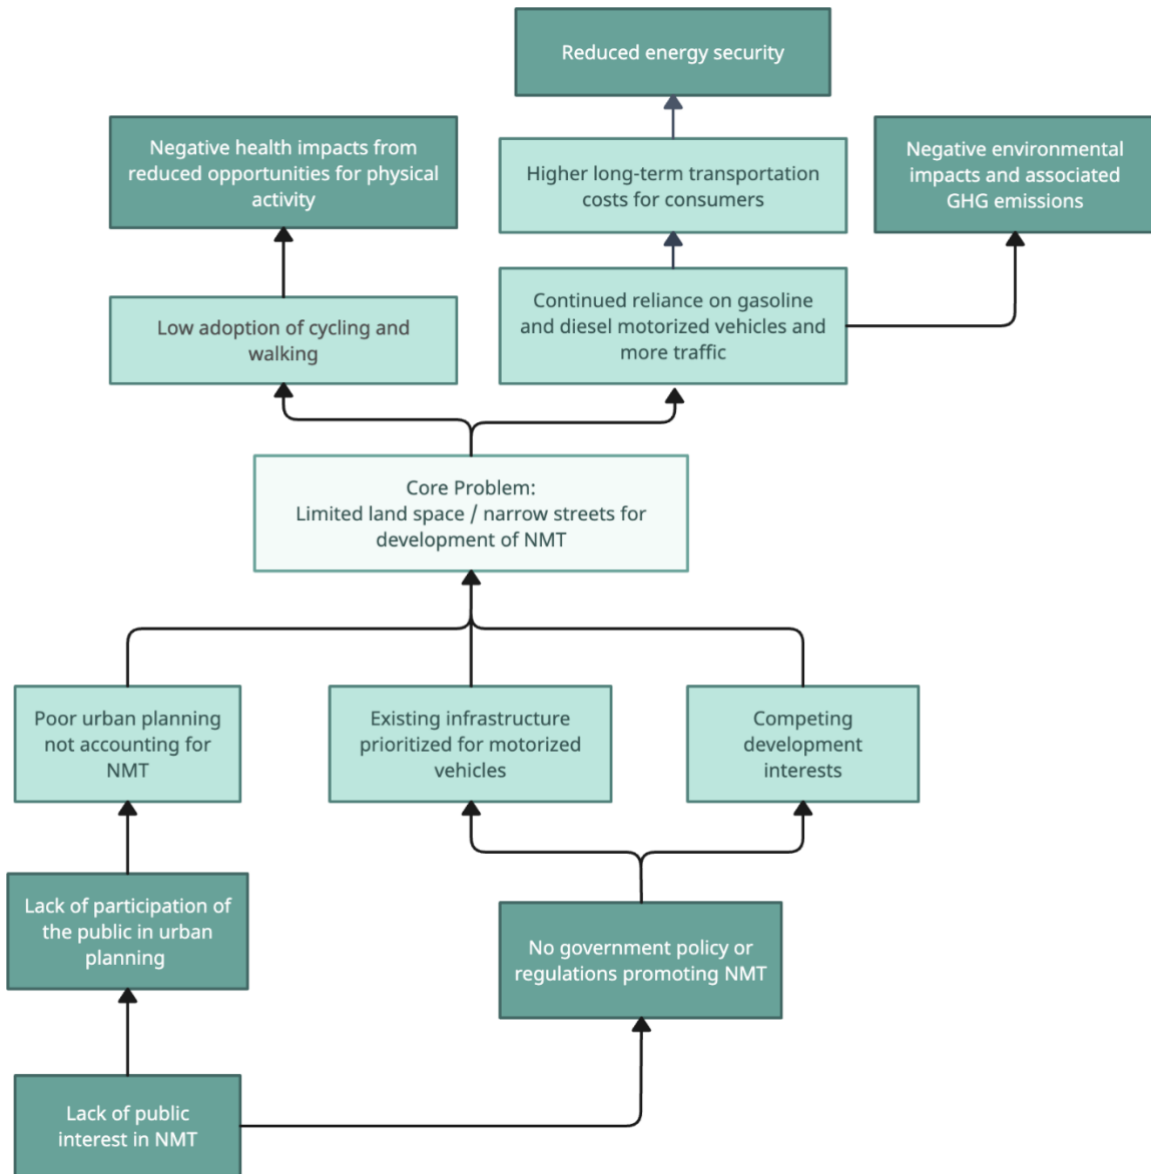 Reduced energy security
Negative health impacts from
reduced opportunities for physical
activity
Higher long-term transportation
costs for consumers
Negative environmental
impacts and associated
GHG emissions
Low adoption of cycling and
walking
Continued reliance on gasoline
and diesel motorized vehicles and
more traffic
Core Problem:
Limited land space / narrow streets for
development of NMT
Poor urban planning
not accounting for
NMT
Existing infrastructure
prioritized for motorized
vehicles
Competing
development
interests
Lack of participation of
the public in urban
planning
No government policy or
regulations promoting NMT
Lack of public
interest in NMT